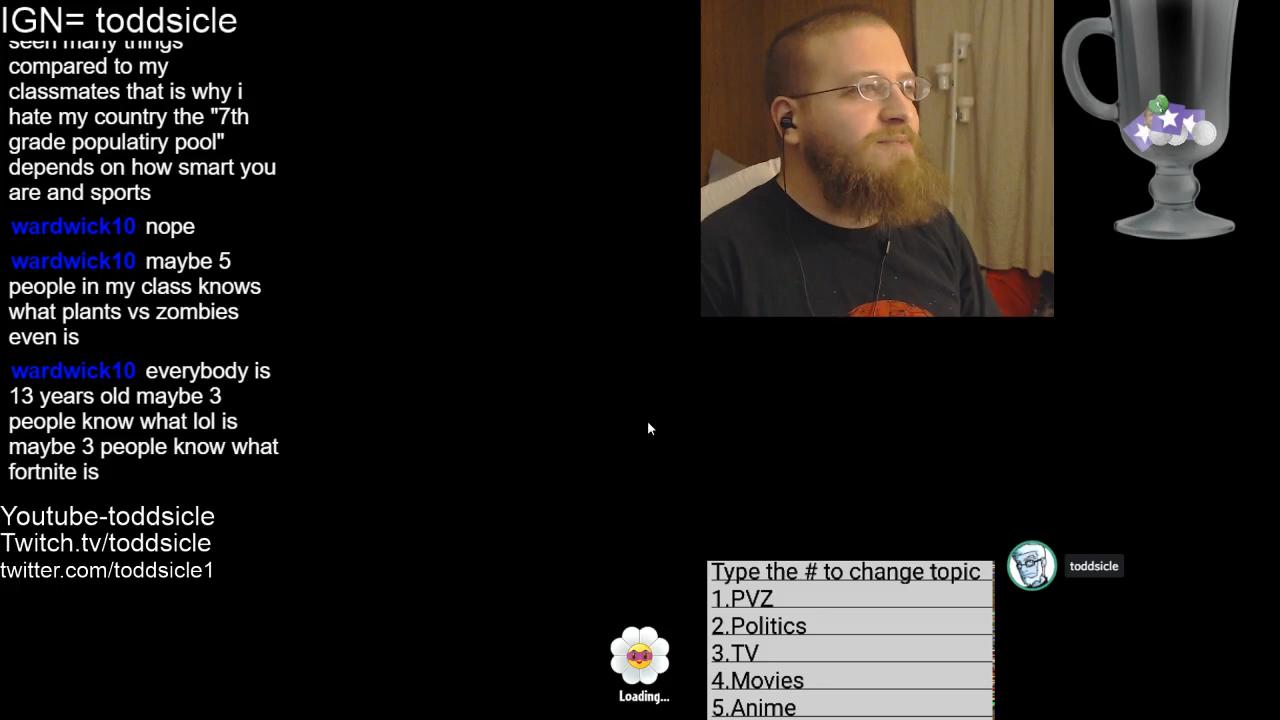 IGN= toddsicle
seen many things
compared to my
classmates that is why i
hate my country the "7th
grade populatiry pool"
depends on how smart you
are and sports
wardwick10 nope
wardwick10 maybe 5
people in my class knows
what plants vs zombies
even is
wardwick10 everybody is
13 years old maybe 3
people know what lol is
maybe 3 people know what
fortnite is
Youtube-toddsicle
Twitch.tv/toddsicle
twitter.com/toddsicle1
Loading...
Type the # to change topic
1.PVZ
2.Politics
3.TV
4.Movies
5.Anime
toddsicle